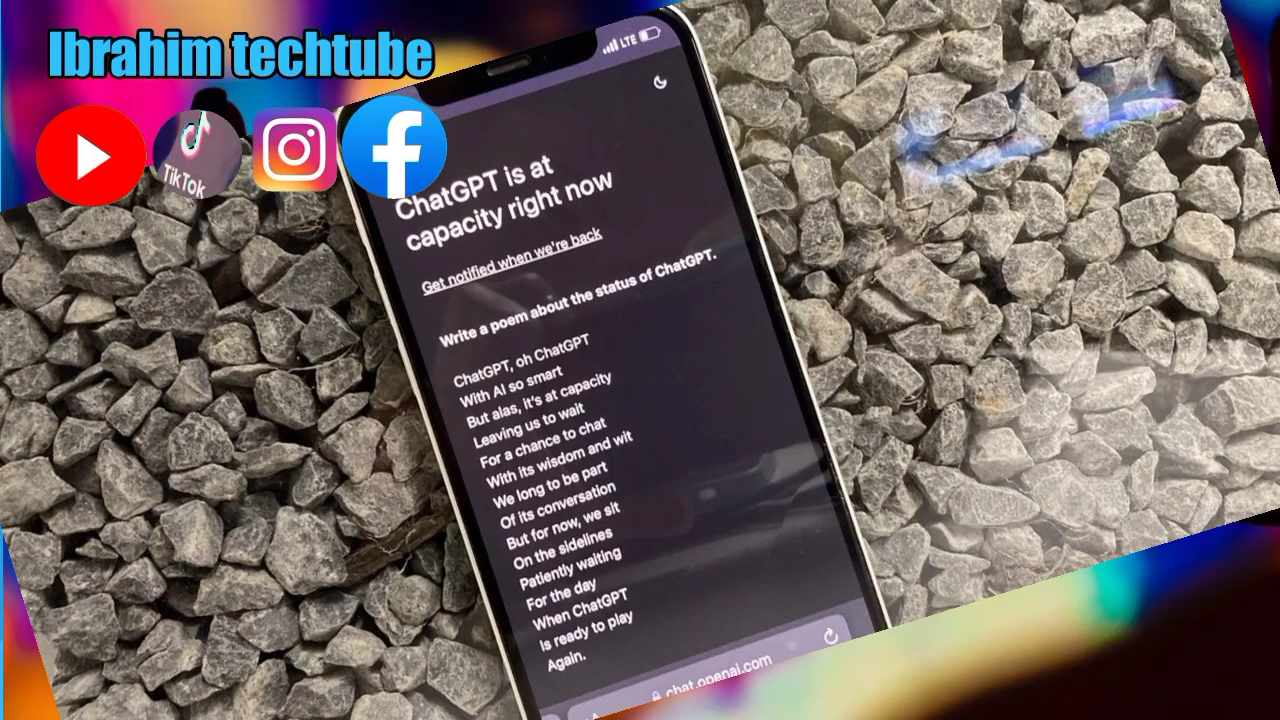 Ibrahim techtube
TikTok
LTE
ChatGPT is at
capacity right now
Get notified when we're back
Write a poem about the status of ChatGPT.
ChatGPT, oh ChatGPT
With AI so smart
But alas, it's at capacity
Leaving us to wait
For a chance to chat
With its wisdom and wit
We long to be part
Of its conversation
But for now, we sit
On the sidelines
Patiently waiting
For the day
When ChatGPT
Is ready to play
Again.
chat.openai.com